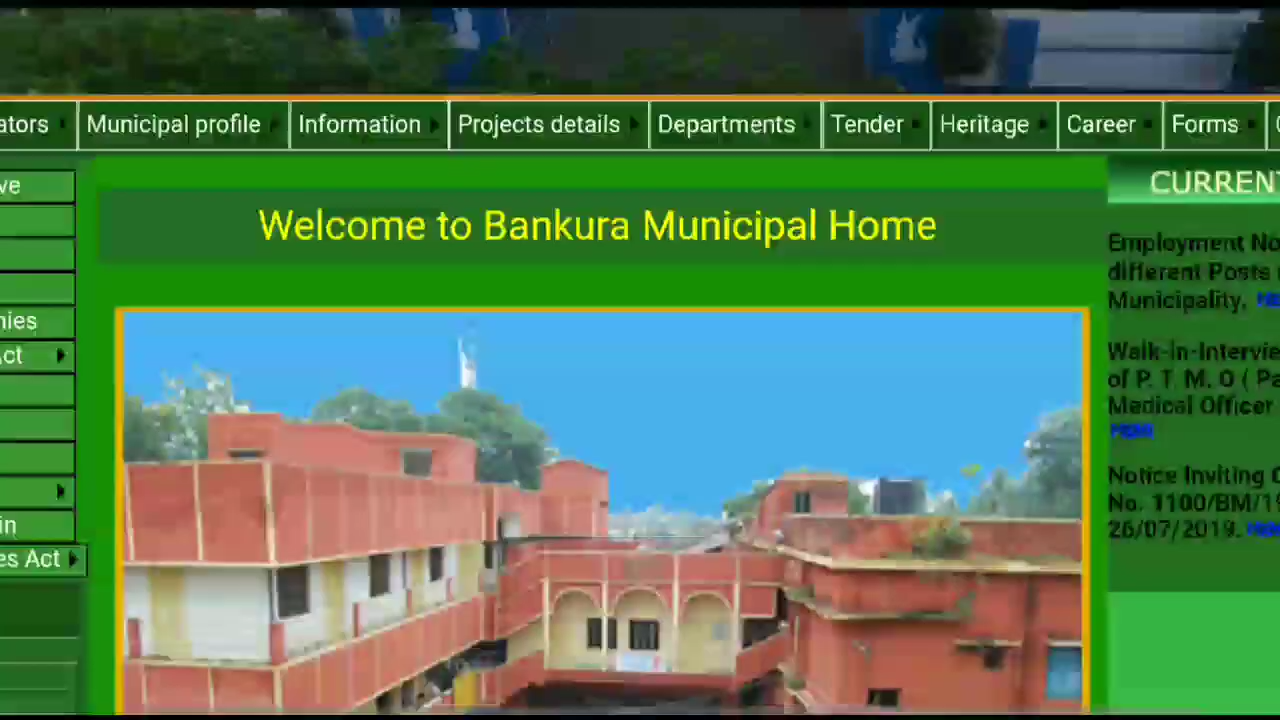 ators
Municipal profile
Information
Projects details
Departments
Tender
Heritage
Career
Forms
ve
nies
Act
in
es Act
Welcome to Bankura Municipal Home
CURRENT
Employment No
different Posts
Municipality.
Walk-in-Intervie
of P. T. M. O ( Pa
Medical Officer
Notice Inviting
No. 1100/BM/1
26/07/2019.